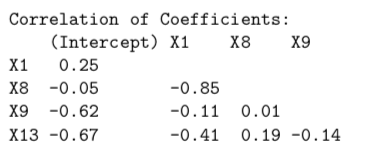 Correlation of Coefficients:
(Intercept) X1 X8 X9
X1 0.25
X8 -0.05 -0.85
X9 -0.62 -0.11 0.01
X13 -0.67 -0.41 0.19 -0.14